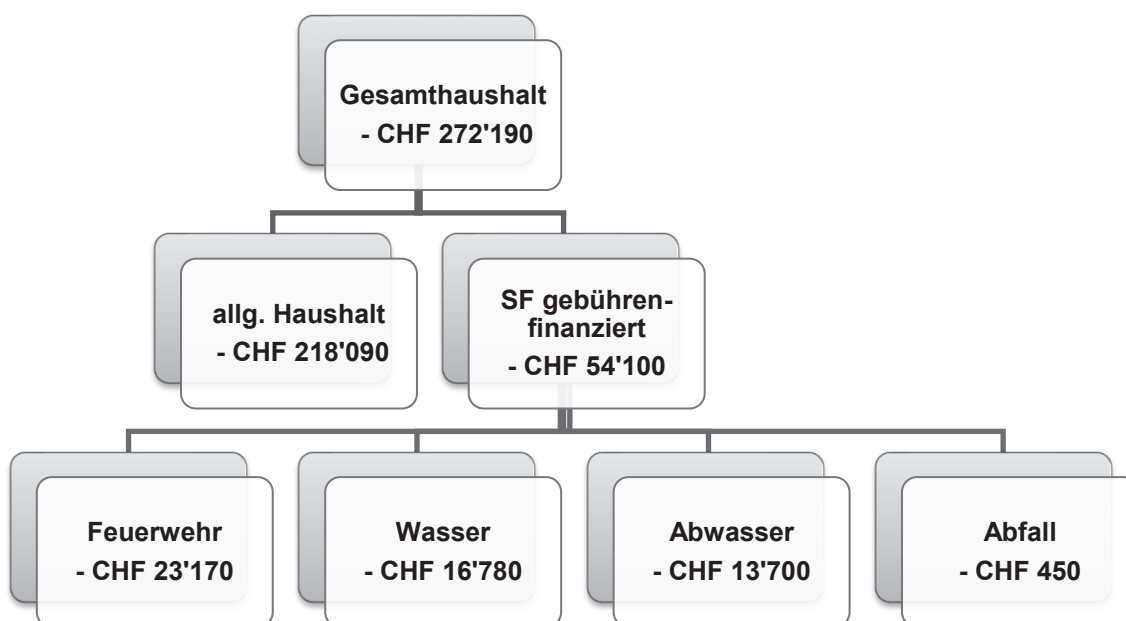 Gesamthaushalt
- CHF 272'190
allg. Haushalt
- CHF 218'090
SF gebühren-
finanziert
- CHF 54'100
Feuerwehr
- CHF 23'170
Wasser
- CHF 16'780
Abwasser
- CHF 13'700
Abfall
- CHF 450